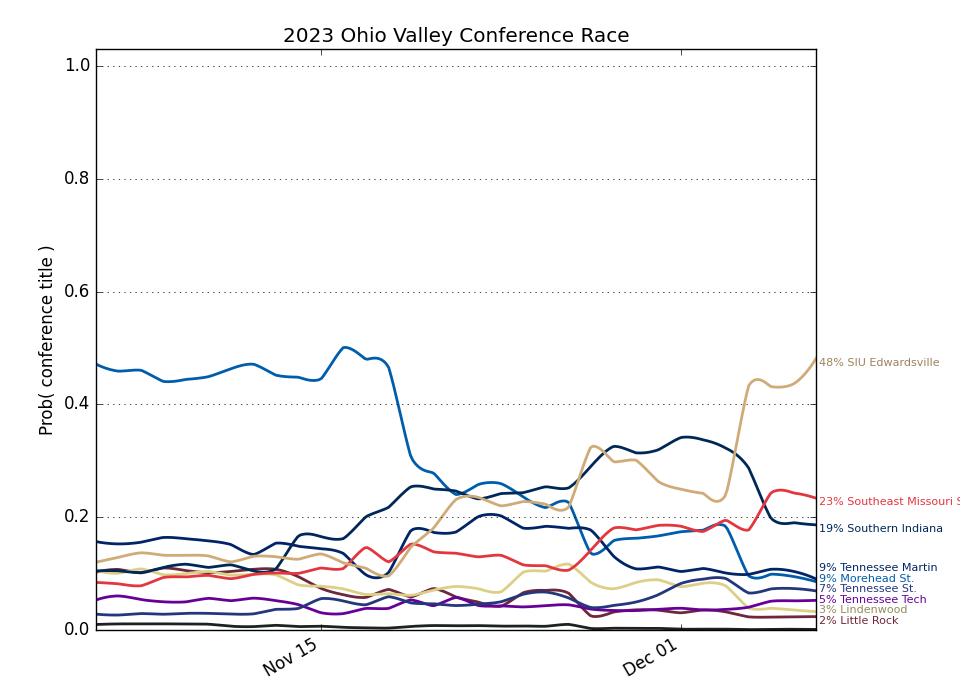 2023 Ohio Valley Conference Race
1.0
0.8
0.6
0.4
0.2
0.0
Prob( conference title )
Nov 15
Dec 01
48% SIU Edwardsville
23% Southeast Missouri S
19% Southern Indiana
9% Tennessee Martin
9% Morehead St.
7% Tennessee St.
5% Tennessee Tech
3% Lindenwood
2% Little Rock